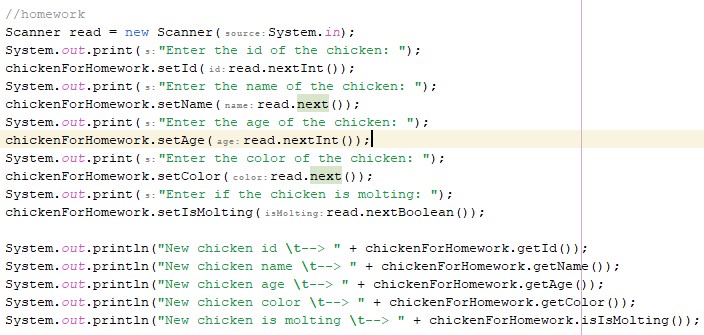 //homework
Scanner read = new Scanner( source: System.in);
System.out.print( s: "Enter the id of the chicken: ");
chickenForHomework.setId( id: read.nextInt());
System.out.print( s: "Enter the name of the chicken: ");
chickenForHomework.setName( name: read.next());
System.out.print( s: "Enter the age of the chicken: ");
chickenForHomework.setAge( age: read.nextInt());
System.out.print( s: "Enter the color of the chicken: ");
chickenForHomework.setColor( color: read.next());
System.out.print( s: "Enter if the chicken is molting: ");
chickenForHomework.setIsMolting( isMolting: read.nextBoolean());
System.out.println("New chicken id \t--> " + chickenForHomework.getId());
System.out.println("New chicken name \t--> " + chickenForHomework.getName());
System.out.println("New chicken age \t--> " + chickenForHomework.getAge());
System.out.println("New chicken color \t--> " + chickenForHomework.getColor());
System.out.println("New chicken is molting \t--> " + chickenForHomework.isIsMolting());